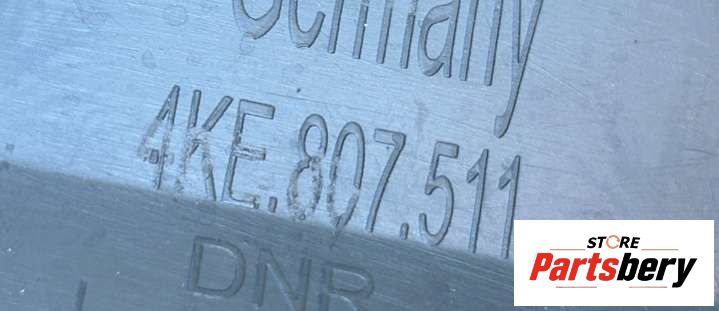 Germany
4KE.807.511
DNR
STORE
Partsbery